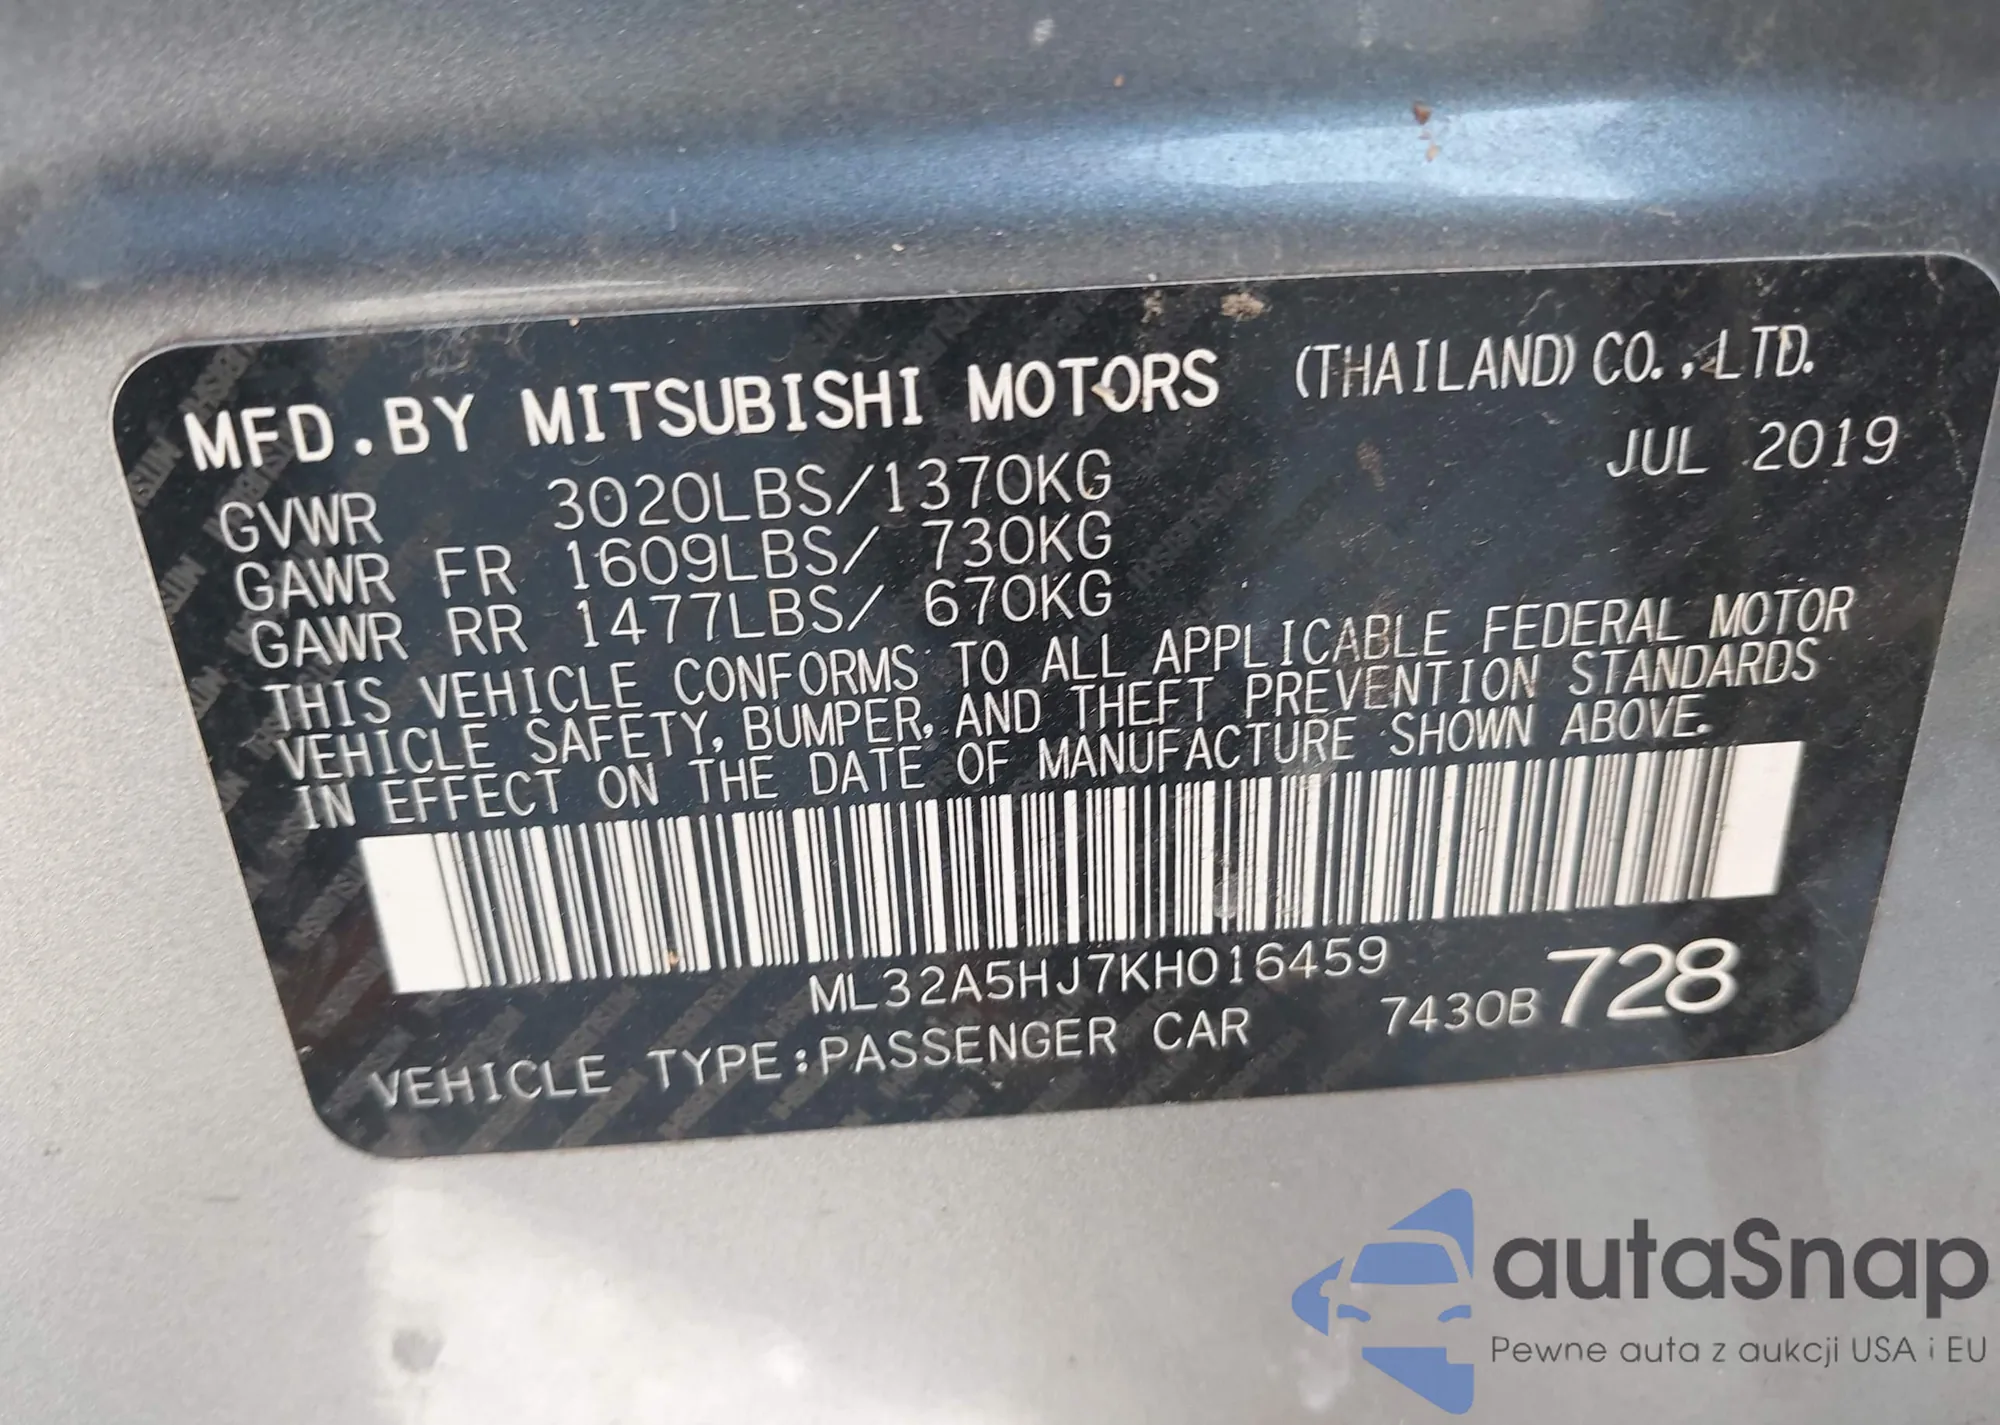 MFD.BY MITSUBISHI MOTORS (THAILAND) CO.,LTD.
JUL 2019
GVWR 3020LBS/1370KG
GAWR FR 1609LBS/ 730KG
GAWR RR 1477LBS/ 670KG
THIS VEHICLE CONFORMS TO ALL APPLICABLE FEDERAL MOTOR
VEHICLE SAFETY, BUMPER, AND THEFT PREVENTION STANDARDS
IN EFFECT ON THE DATE OF MANUFACTURE SHOWN ABOVE.
ML32A5HJ7KH016459
7430B 728
VEHICLE TYPE:PASSENGER CAR
autaSnap
Pewne auta z aukcji USA i EU